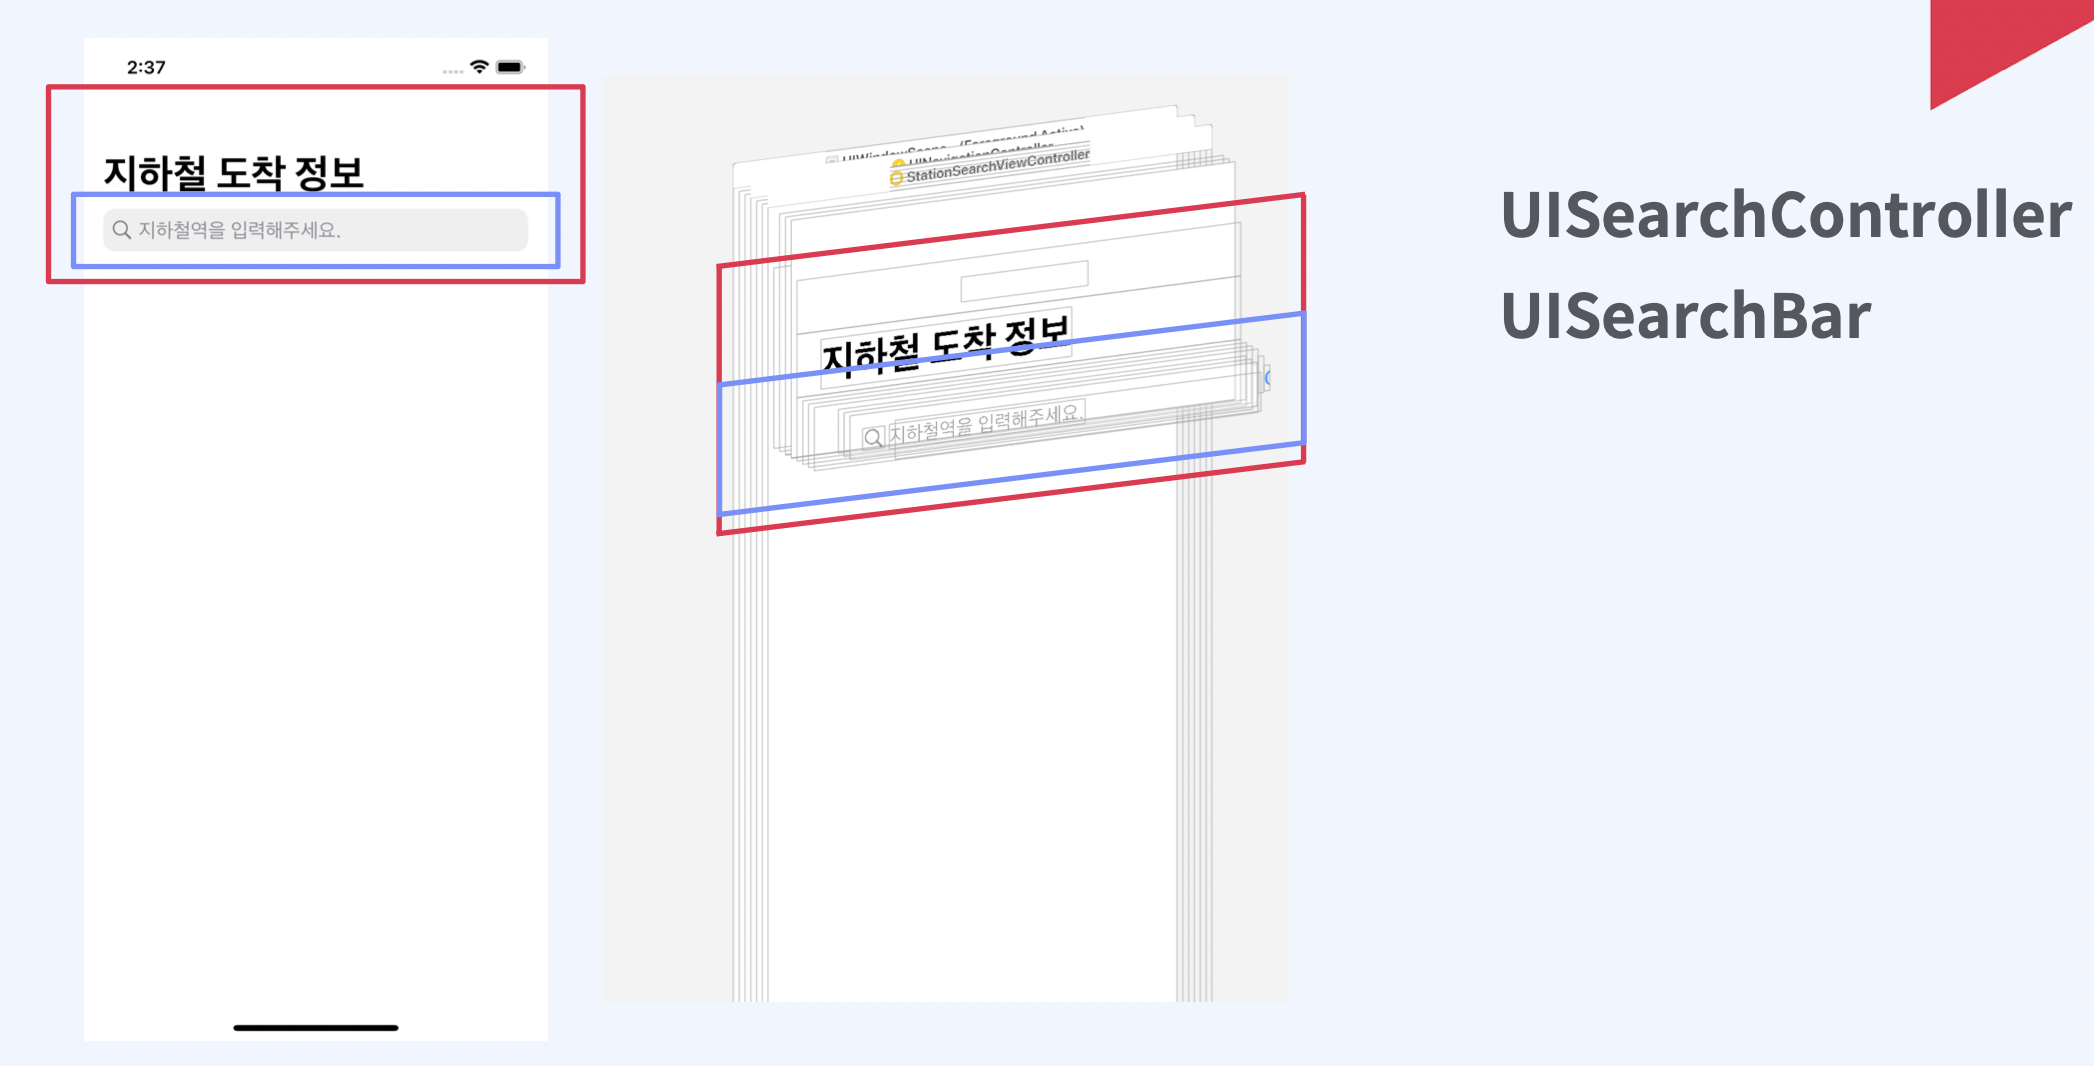 2:37
지하철 도착 정보
지하철역을 입력해주세요.
UIWindowScene - (Foreground Active)
UINavigationController
StationSearchViewController
지하철 도착 정보
지하철역을 입력해주세요.
UISearchController
UISearchBar